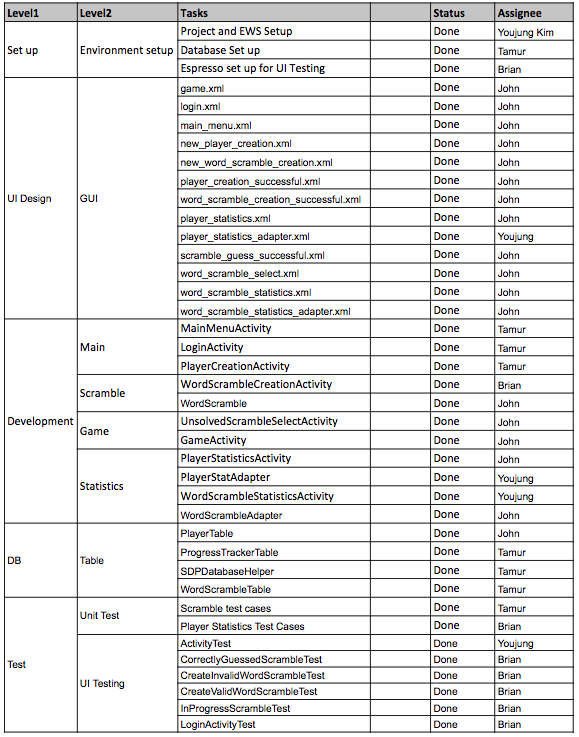 Level1 Level2 Tasks Status Assignee
Project and EWS Setup Done Youjung Kim
Set up Environment setup Database Set up Done Tamur
Espresso set up for UI Testing Done Brian
game.xml Done John
login.xml Done John
main_menu.xml Done John
new_player_creation.xml Done John
new_word_scramble_creation.xml Done John
player_creation_successful.xml Done John
UI Design GUI word_scramble_creation_successful.xml Done John
player_statistics.xml Done John
player_statistics_adapter.xml Done Youjung
scramble_guess_successful.xml Done John
word_scramble_select.xml Done John
word_scramble_statistics.xml Done John
word_scramble_statistics_adapter.xml Done John
MainMenuActivity Done Tamur
Main LoginActivity Done Tamur
PlayerCreationActivity Done Tamur
Scramble WordScrambleCreationActivity Done Brian
WordScramble Done John
Development Game UnsolvedScrambleSelectActivity Done John
GameActivity Done John
PlayerStatisticsActivity Done John
Statistics PlayerStatAdapter Done Youjung
WordScrambleStatisticsActivity Done Youjung
WordScrambleAdapter Done John
PlayerTable Done John
DB Table ProgressTrackerTable Done Tamur
SDPDatabaseHelper Done Tamur
WordScrambleTable Done Tamur
Unit Test Scramble test cases Done Tamur
Player Statistics Test Cases Done Brian
ActivityTest Done Youjung
Test CorrectlyGuessedScrambleTest Done Brian
UI Testing CreateInvalidWordScrambleTest Done Brian
CreateValidWordScrambleTest Done Brian
InProgressScrambleTest Done Brian
LoginActivityTest Done Brian